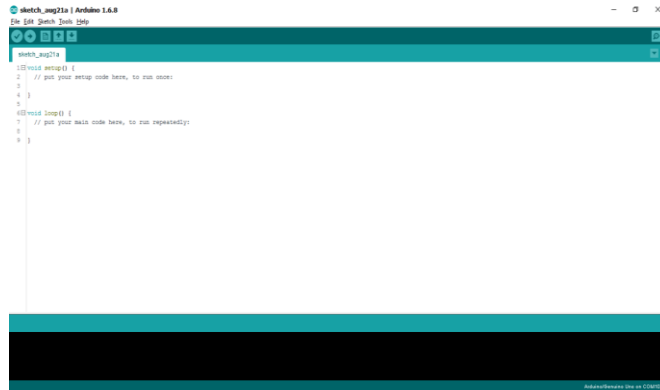 sketch_aug21a | Arduino 1.6.8
File Edit Sketch Tools Help
sketch_aug21a
1 void setup() {
2 // put your setup code here, to run once:
3
4 }
5
6 void loop() {
7 // put your main code here, to run repeatedly:
8
9 }
Arduino/Genuino Uno on